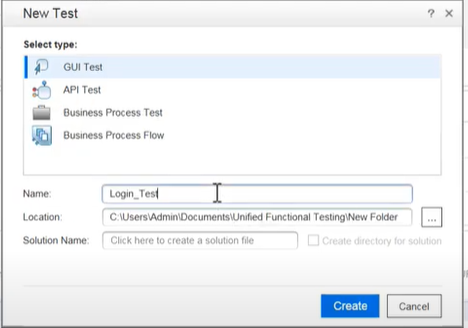 New Test
? ×
Select type:
GUI Test
API Test
Business Process Test
Business Process Flow
Name: Login_Test
Location: C:\Users\Admin\Documents\Unified Functional Testing\New Folder ...
Solution Name: Click here to create a solution file Create directory for solution
Create Cancel